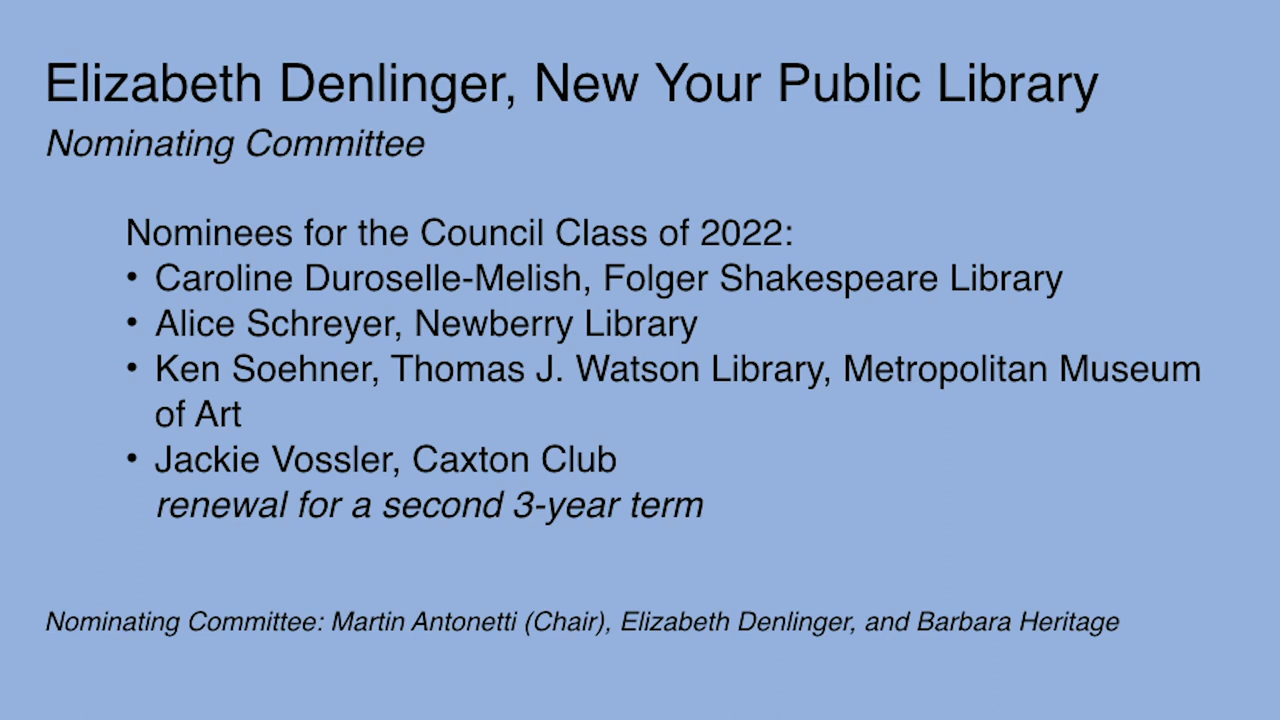 Elizabeth Denlinger, New Your Public Library
Nominating Committee
Nominees for the Council Class of 2022:
• Caroline Duroselle-Melish, Folger Shakespeare Library
• Alice Schreyer, Newberry Library
• Ken Soehner, Thomas J. Watson Library, Metropolitan Museum
of Art
• Jackie Vossler, Caxton Club
renewal for a second 3-year term
Nominating Committee: Martin Antonetti (Chair), Elizabeth Denlinger, and Barbara Heritage